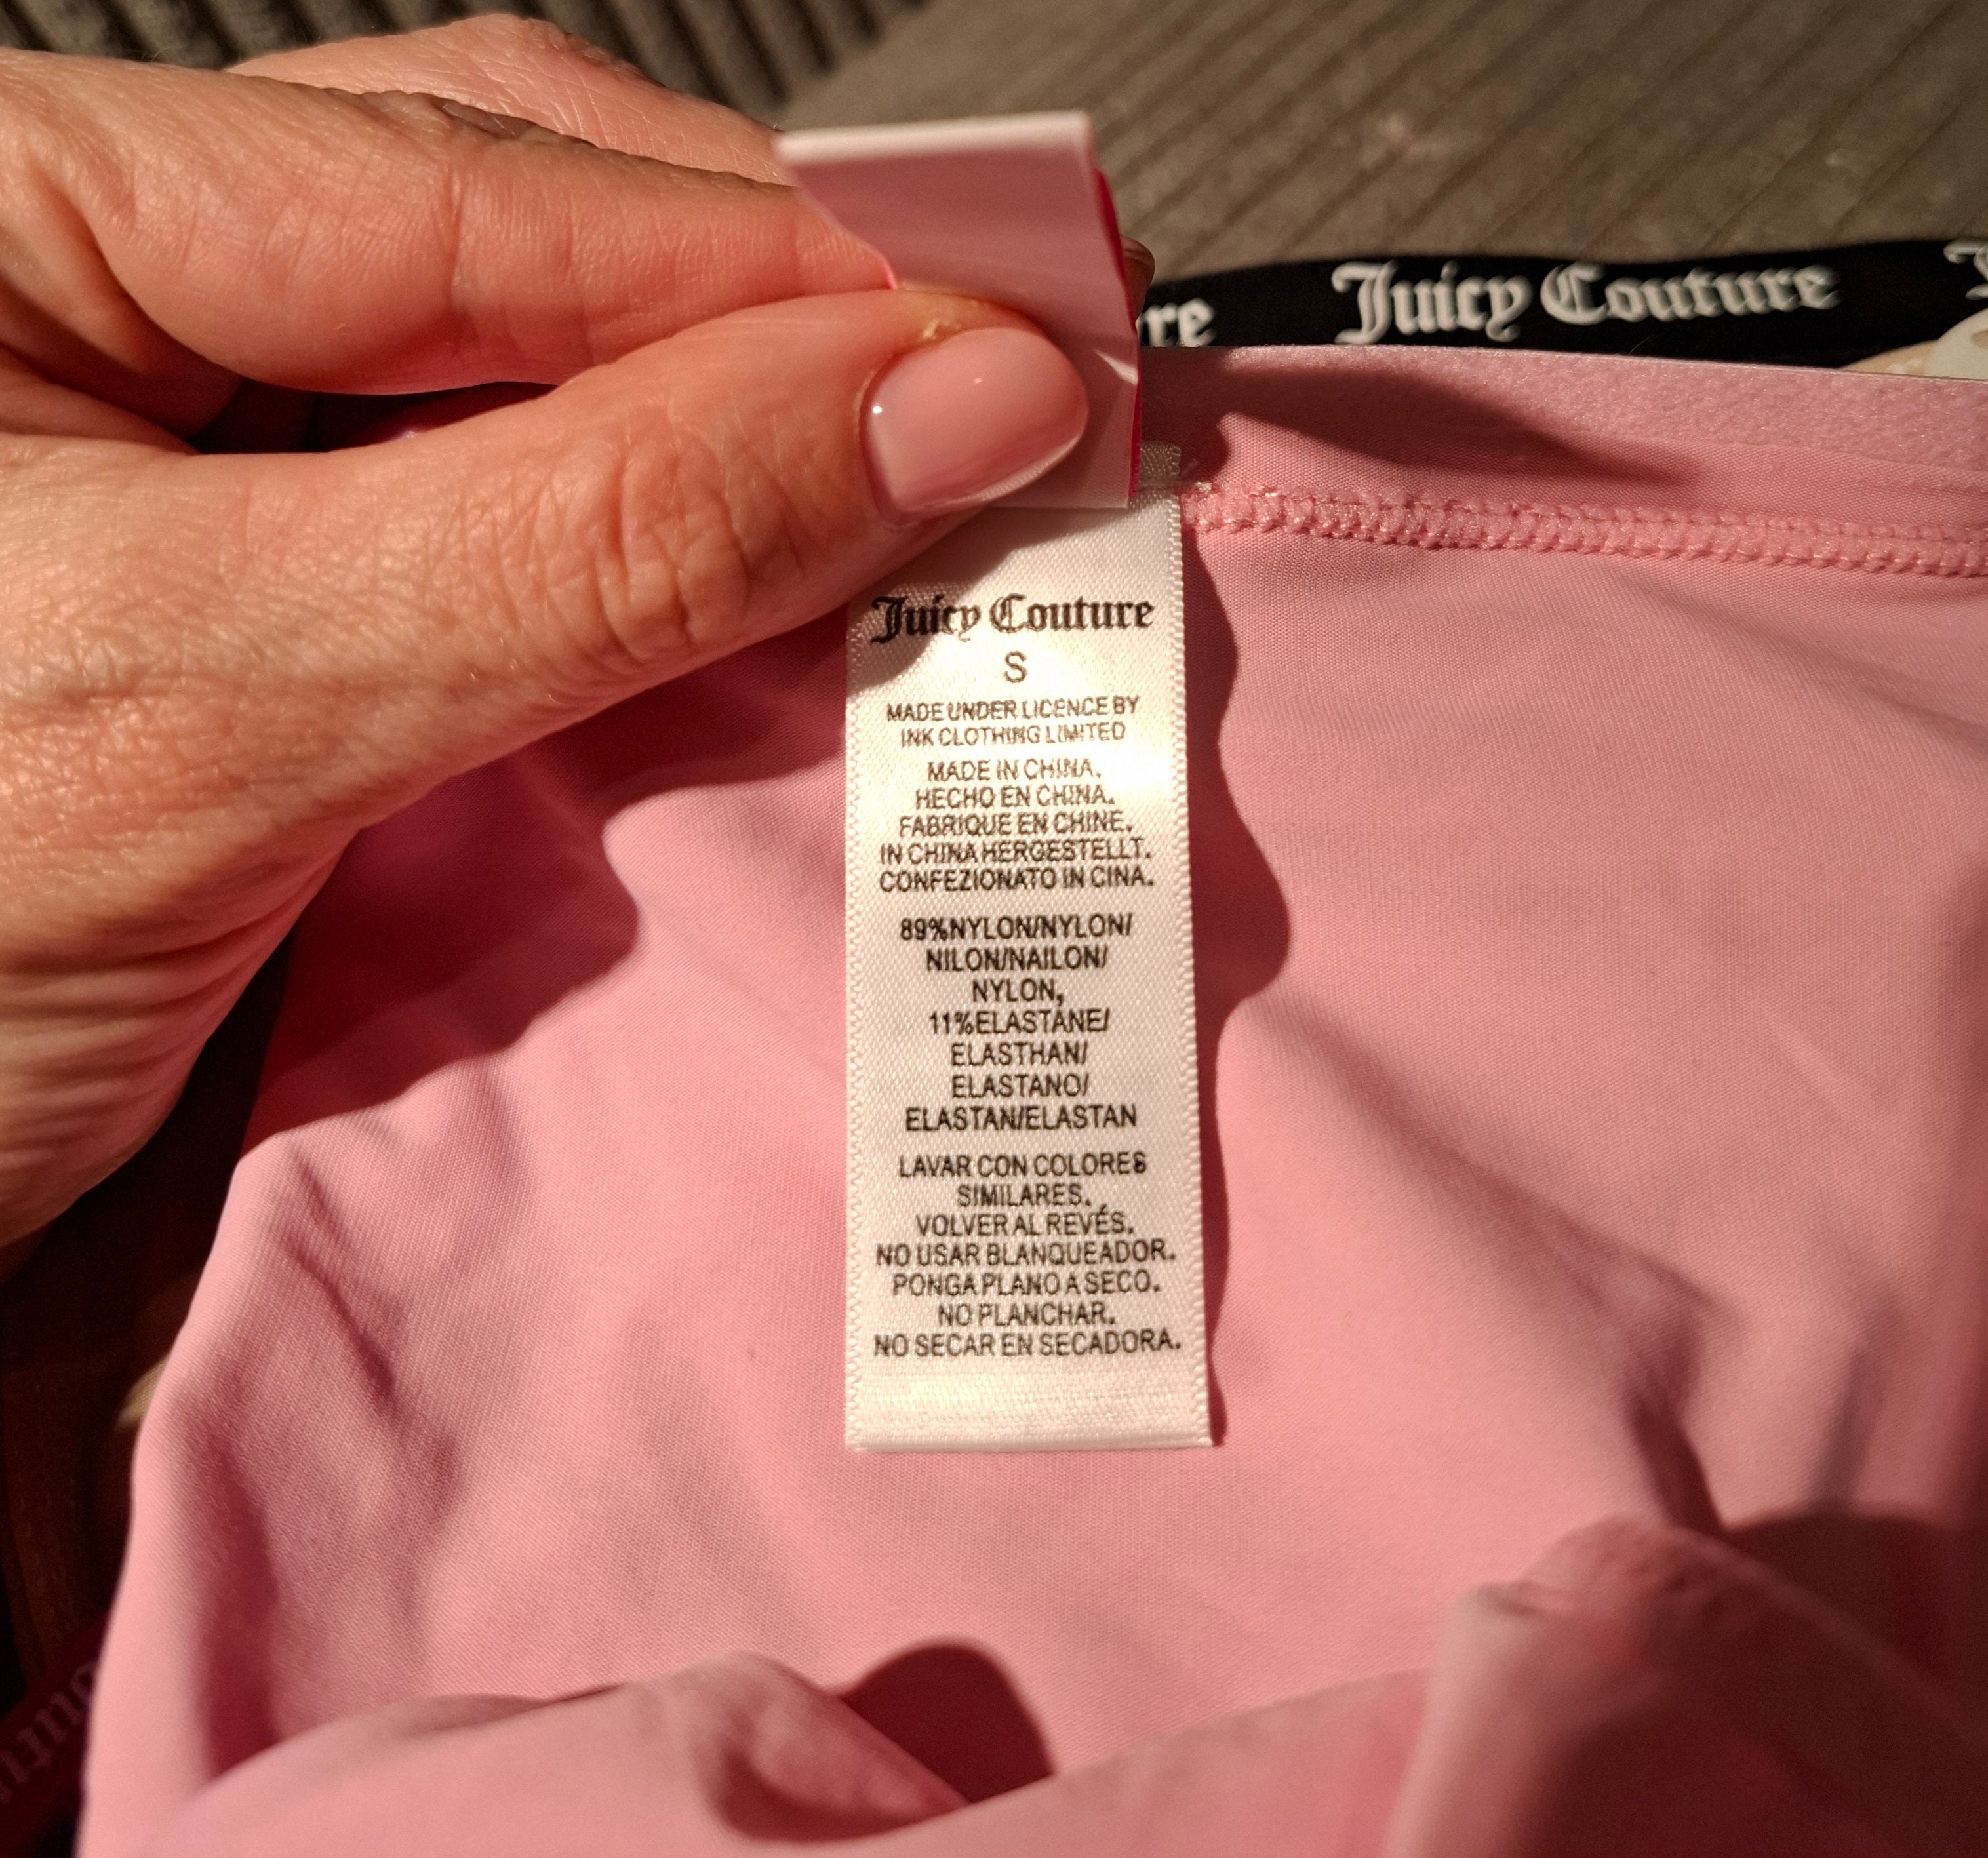 re Juicy Couture
Juicy Couture
S
MADE UNDER LICENCE BY
INK CLOTHING LIMITED
MADE IN CHINA.
HECHO EN CHINA.
FABRIQUE EN CHINE.
IN CHINA HERGESTELLT.
CONFEZIONATO IN CINA.
89%NYLON/NYLON/
NILON/NAILON/
NYLON,
11%ELASTANE/
ELASTHAN/
ELASTANO/
ELASTAN/ELASTAN
LAVAR CON COLORES
SIMILARES.
VOLVER AL REVÉS.
NO USAR BLANQUEADOR.
PONGA PLANO A SECO.
NO PLANCHAR.
NO SECAR EN SECADORA.